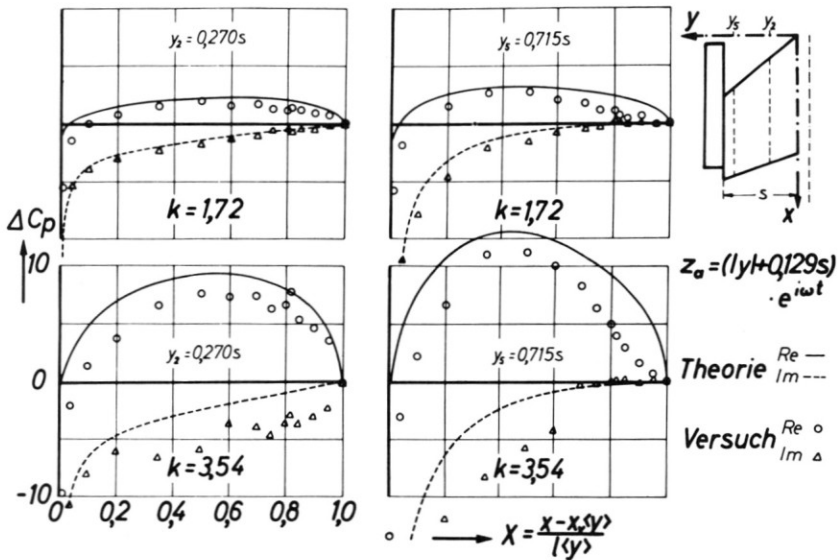 y₂ = 0,270s
y₅ = 0,715s
y y₅ y₂
s
x
k = 1,72
k = 1,72
ΔCp
10
0
-10
y₂ = 0,270s
y₅ = 0,715s
k = 3,54
k = 3,54
0 0,2 0,4 0,6 0,8 1,0
zₐ = (|y|+0,129s)
· e^{iωt}
Theorie Re —
Im ----
Versuch Re ○
Im △
X = x - xᵥ⟨y⟩ / l⟨y⟩